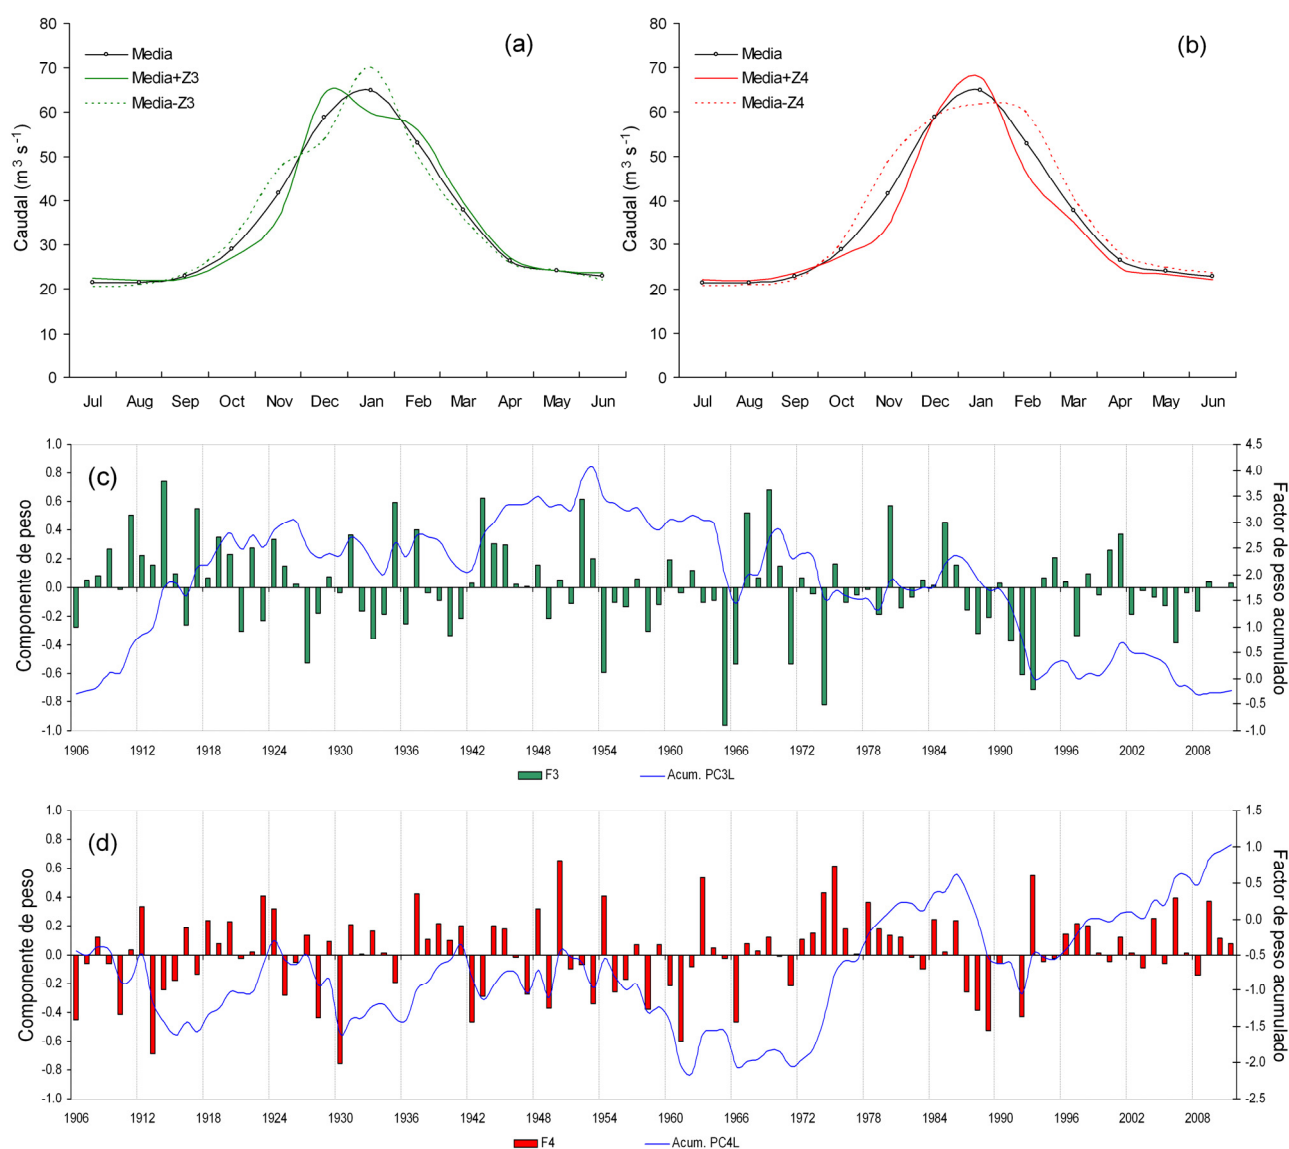 (a)
Media
Media+Z3
Media-Z3
Caudal (m³ s⁻¹)
80
70
60
50
40
30
20
10
0
Jul Aug Sep Oct Nov Dec Jan Feb Mar Apr May Jun
(b)
Media
Media+Z4
Media-Z4
Caudal (m³ s⁻¹)
80
70
60
50
40
30
20
10
0
Jul Aug Sep Oct Nov Dec Jan Feb Mar Apr May Jun
(c)
Componente de peso
1.0
0.8
0.6
0.4
0.2
0.0
-0.2
-0.4
-0.6
-0.8
-1.0
Factor de peso acumulado
4.5
4.0
3.5
3.0
2.5
2.0
1.5
1.0
0.5
0.0
-0.5
-1.0
1906 1912 1918 1924 1930 1936 1942 1948 1954 1960 1966 1972 1978 1984 1990 1996 2002 2008
F3 Acum. PC3L
(d)
Componente de peso
1.0
0.8
0.6
0.4
0.2
0.0
-0.2
-0.4
-0.6
-0.8
-1.0
Factor de peso acumulado
1.5
1.0
0.5
0.0
-0.5
-1.0
-1.5
-2.0
-2.5
1906 1912 1918 1924 1930 1936 1942 1948 1954 1960 1966 1972 1978 1984 1990 1996 2002 2008
F4 Acum. PC4L